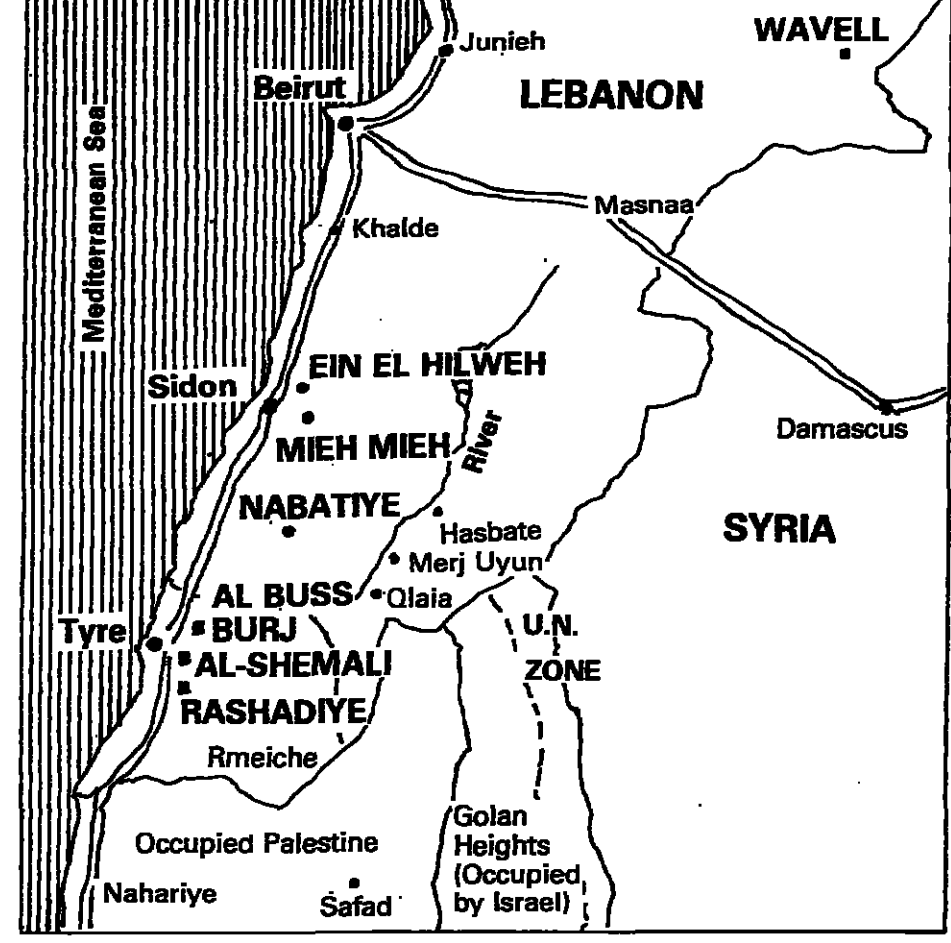 WAVELL
Junieh
Beirut
LEBANON
Mediterranean Sea
Masnaa
Khalde
EIN EL HILWEH
Sidon
Damascus
MIEH MIEH
River
NABATIYE
Hasbate
SYRIA
Merj Uyun
AL BUSS
Qlaia
Tyre
BURJ
U.N.
AL-SHEMALI
ZONE
RASHADIYE
Rmeiche
Golan
Heights
(Occupied
by Israel)
Occupied Palestine
Nahariye
Safad